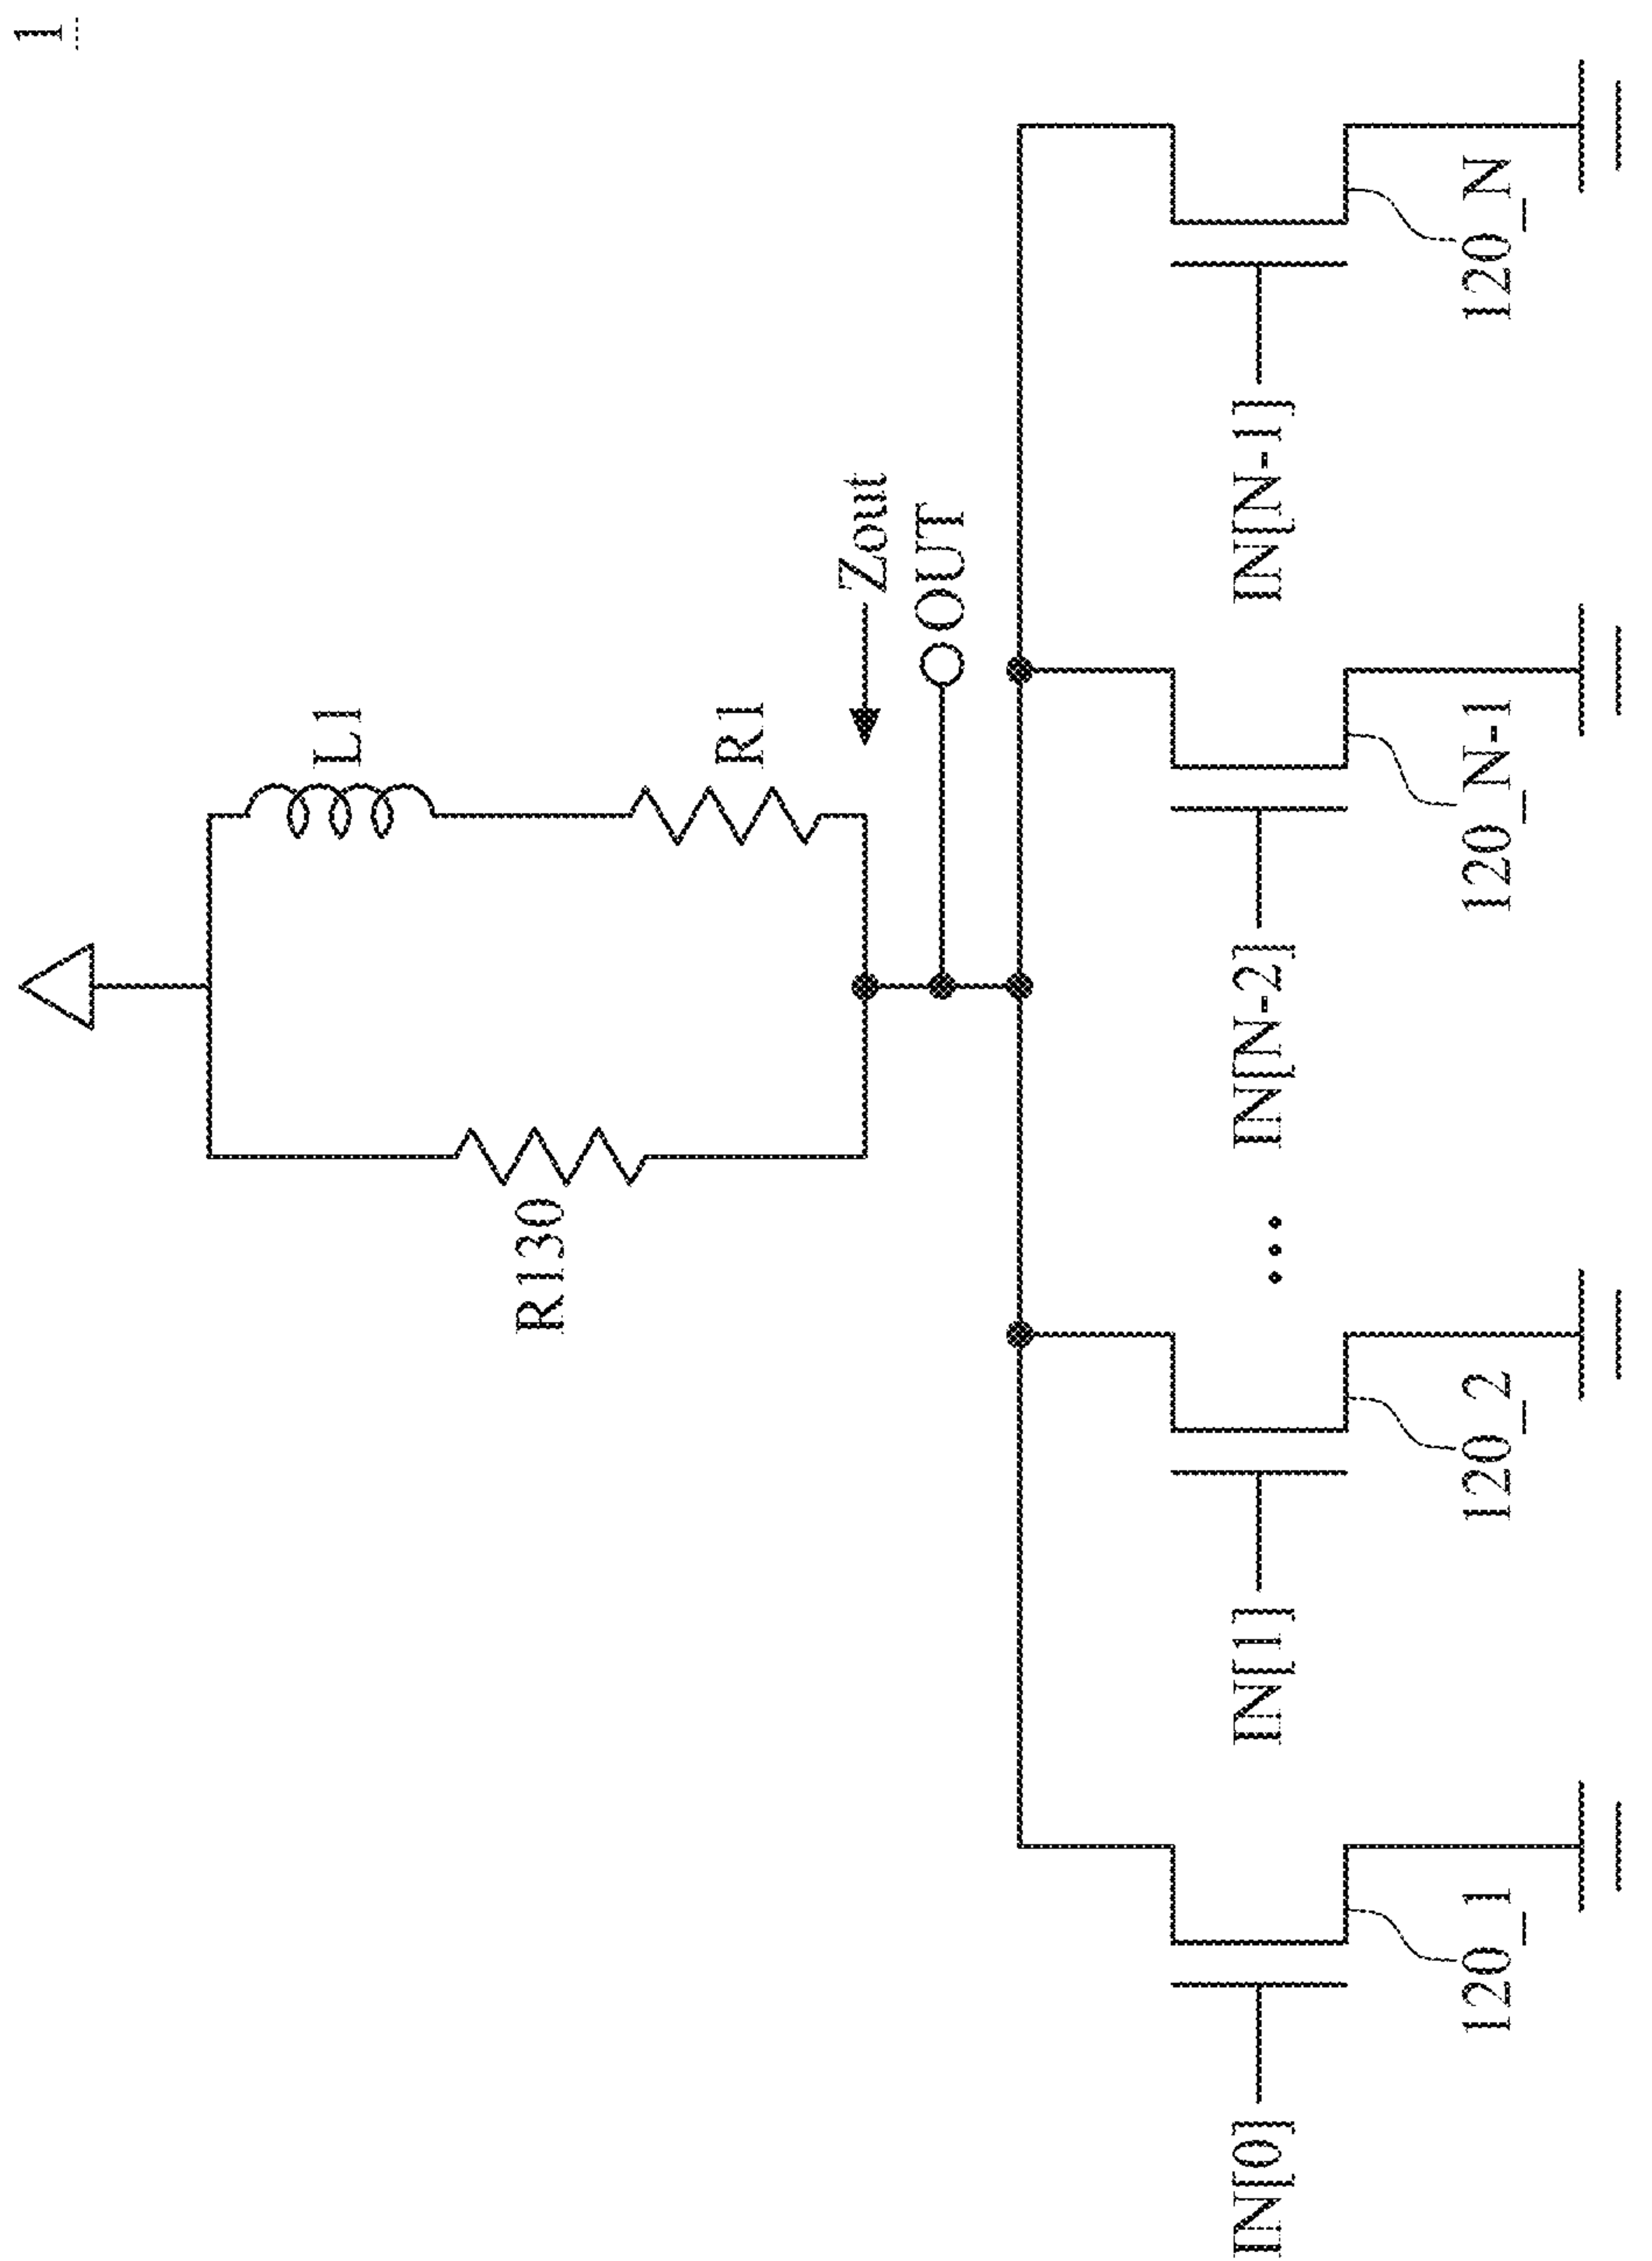 1
L1
R1
R130
Zout
OUT
IN[0]
IN[1]
...
IN[N-2]
IN[N-1]
120_1
120_2
120_N-1
120_N